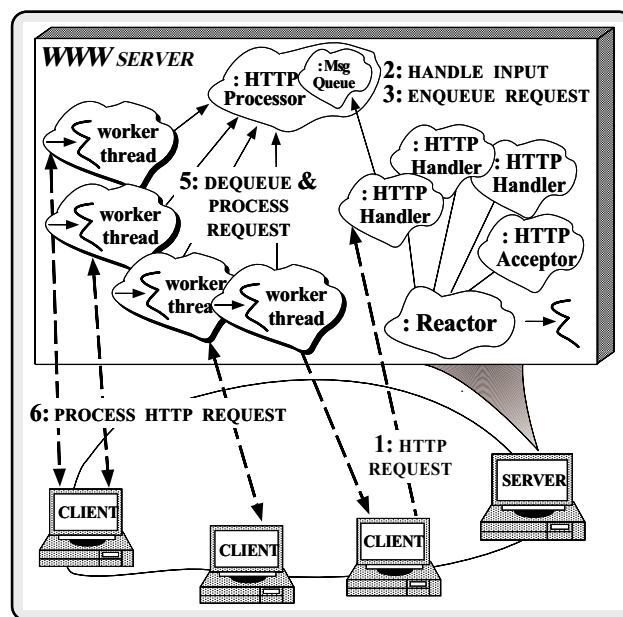 WWW SERVER
: HTTP
Processor
: Msg
Queue
2: HANDLE INPUT
3: ENQUEUE REQUEST
worker
thread
5: DEQUEUE &
PROCESS
REQUEST
worker
thread
worker
threa
worker
thread
: HTTP
Handler
: HTTP
Handler
: HTTP
Handler
: HTTP
Acceptor
: Reactor
6: PROCESS HTTP REQUEST
1: HTTP
REQUEST
SERVER
CLIENT
CLIENT
CLIENT